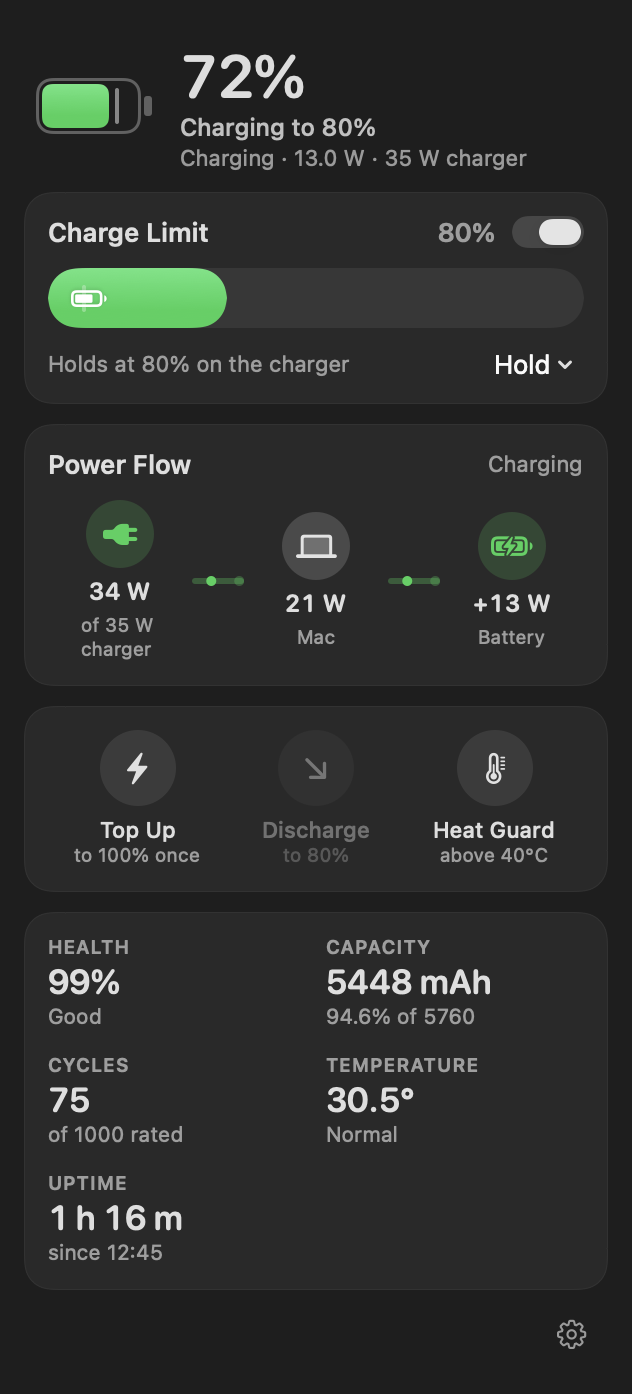 72%
Charging to 80%
Charging · 13.0 W · 35 W charger
Charge Limit
80%
Holds at 80% on the charger
Hold
Power Flow
Charging
34 W
of 35 W
charger
21 W
Mac
+13 W
Battery
Top Up
to 100% once
Discharge
to 80%
Heat Guard
above 40°C
HEALTH
99%
Good
CAPACITY
5448 mAh
94.6% of 5760
CYCLES
75
of 1000 rated
TEMPERATURE
30.5°
Normal
UPTIME
1 h 16 m
since 12:45